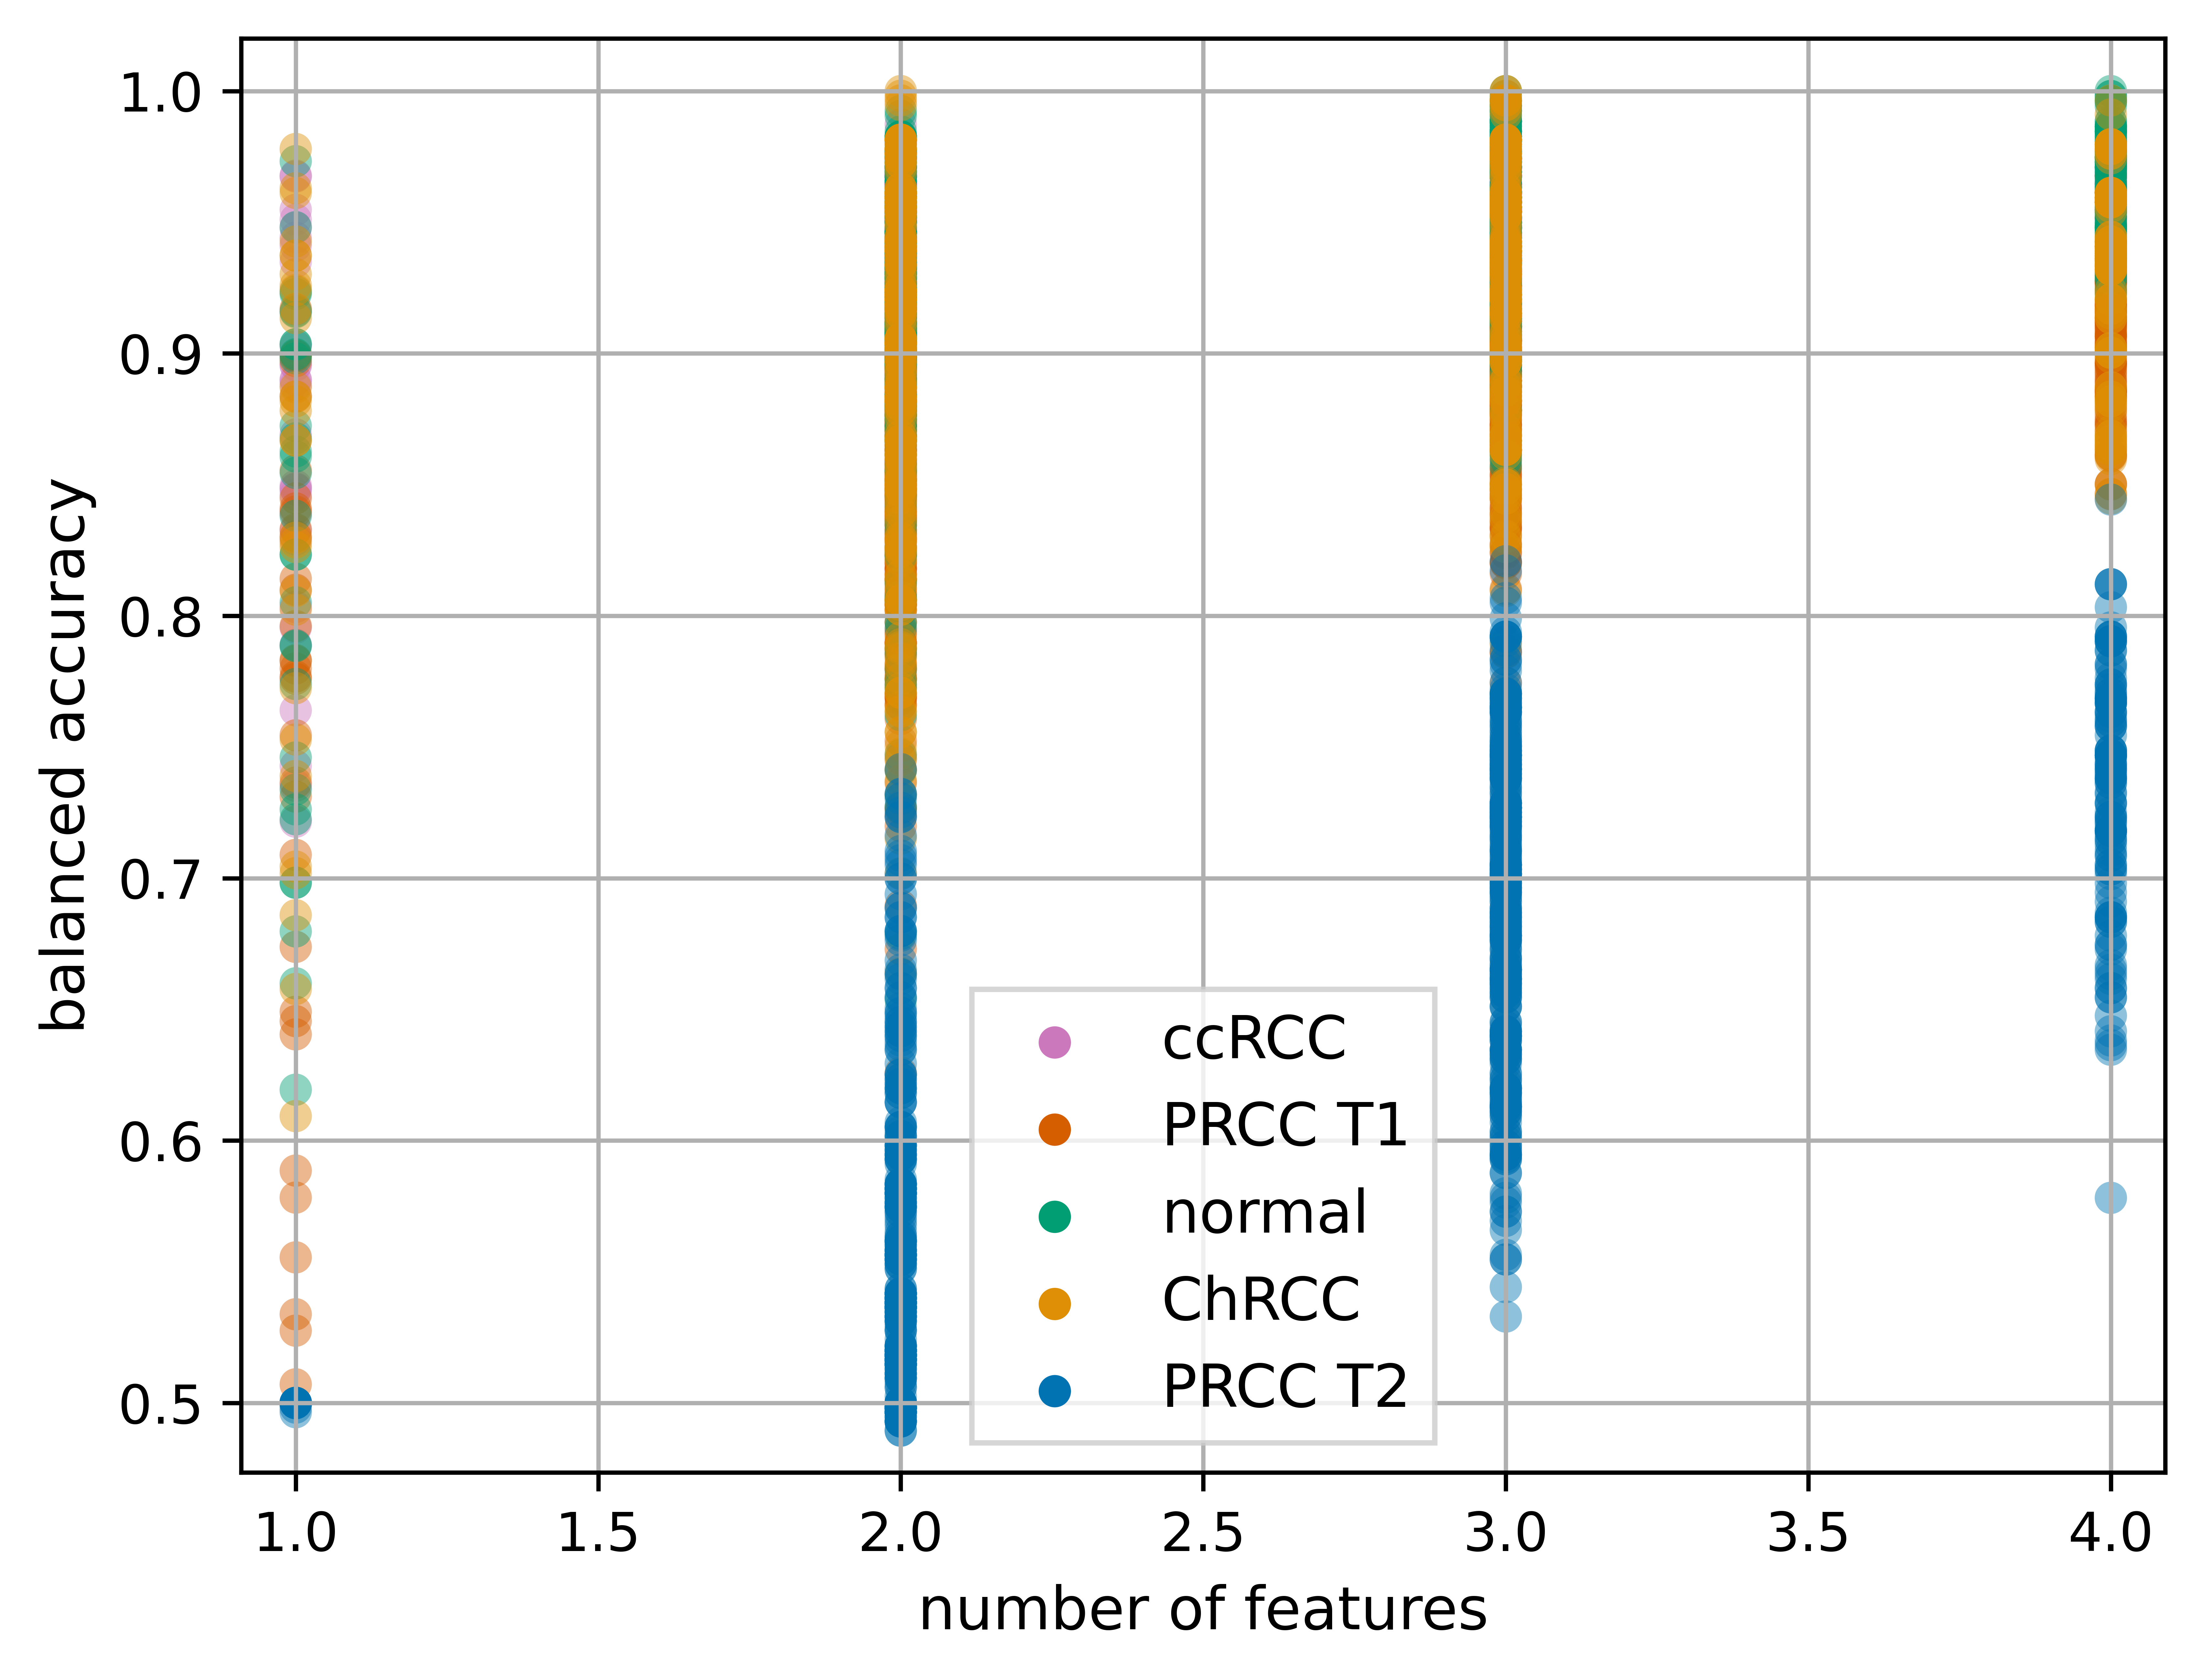 1.0
0.9
0.8
0.7
0.6
0.5
balanced accuracy
ccRCC
PRCC T1
normal
ChRCC
PRCC T2
1.0 1.5 2.0 2.5 3.0 3.5 4.0
number of features